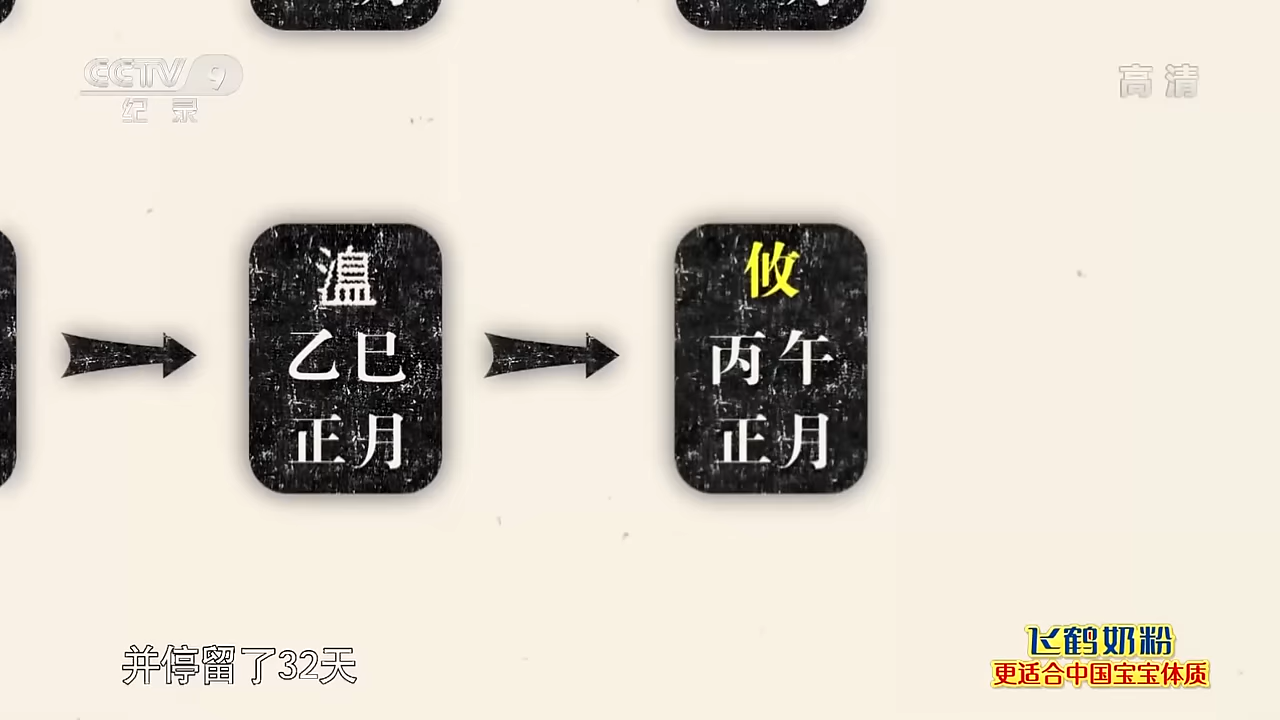 CCTV 9
纪录
高清
乙巳
正月
攸
丙午
正月
并停留了32天
飞鹤奶粉
更适合中国宝宝体质